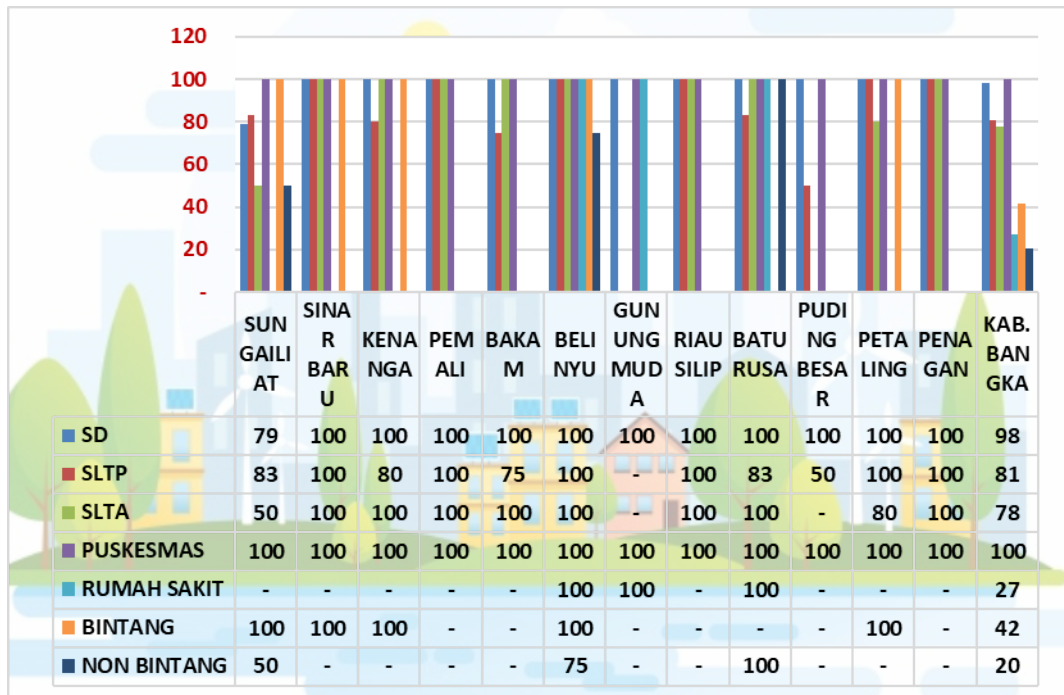 120
100
80
60
40
20
-
SUN
GAILI
AT
SINA
R
BAR
U
KENA
NGA
PEM
ALI
BAKA
M
BELI
NYU
GUN
UNG
MUD
A
RIAU
SILIP
BATU
RUSA
PUDI
NG
BESA
R
PETA
LING
PENA
GAN
KAB.
BA
NGKA
SD 79 100 100 100 100 100 100 100 100 100 100 100 98
SLTP 83 100 80 100 75 100 - 100 83 50 100 100 81
SLTA 50 100 100 100 100 100 - 100 100 - 80 100 78
PUSKESMAS 100 100 100 100 100 100 100 100 100 100 100 100 100
RUMAH SAKIT - - - - - 100 100 - 100 - - - 27
BINTANG 100 100 100 - - 100 - - - - 100 - 42
NON BINTANG 50 - - - - 75 - - 100 - - - 20